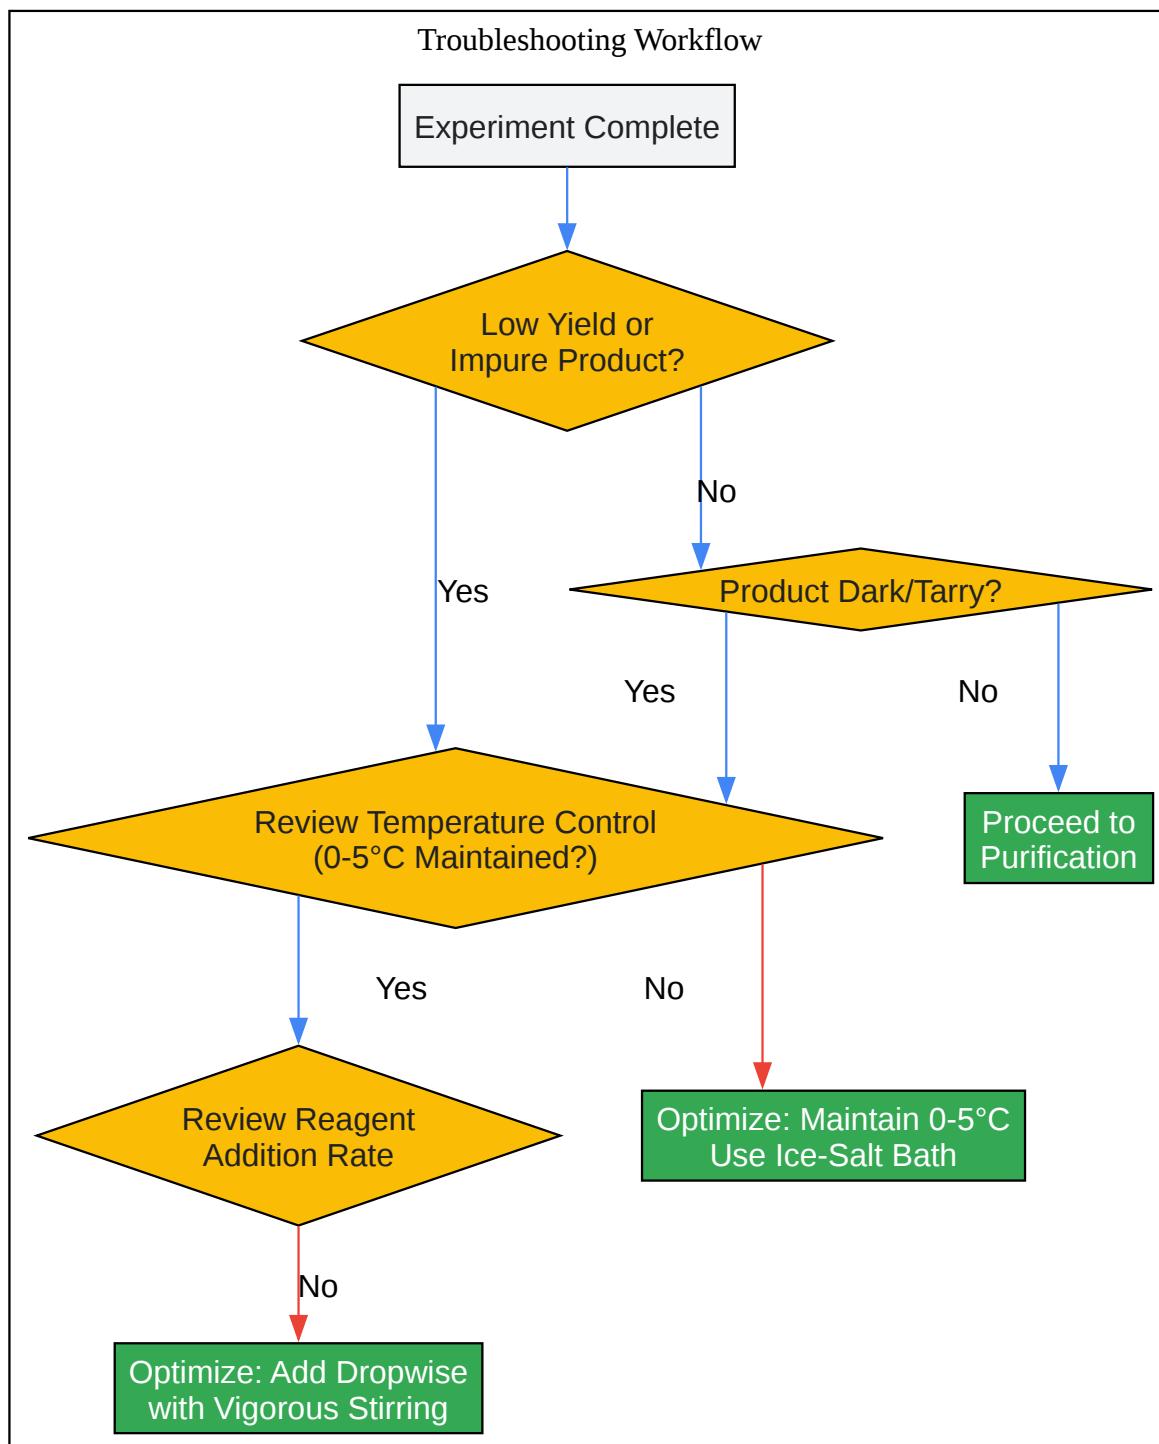 Troubleshooting Workflow
Experiment Complete
Low Yield or
Impure Product?
No
Yes
Product Dark/Tarry?
Yes
No
Review Temperature Control
(0-5°C Maintained?)
Proceed to
Purification
Yes
No
Review Reagent
Addition Rate
Optimize: Maintain 0-5°C
Use Ice-Salt Bath
No
Optimize: Add Dropwise
with Vigorous Stirring